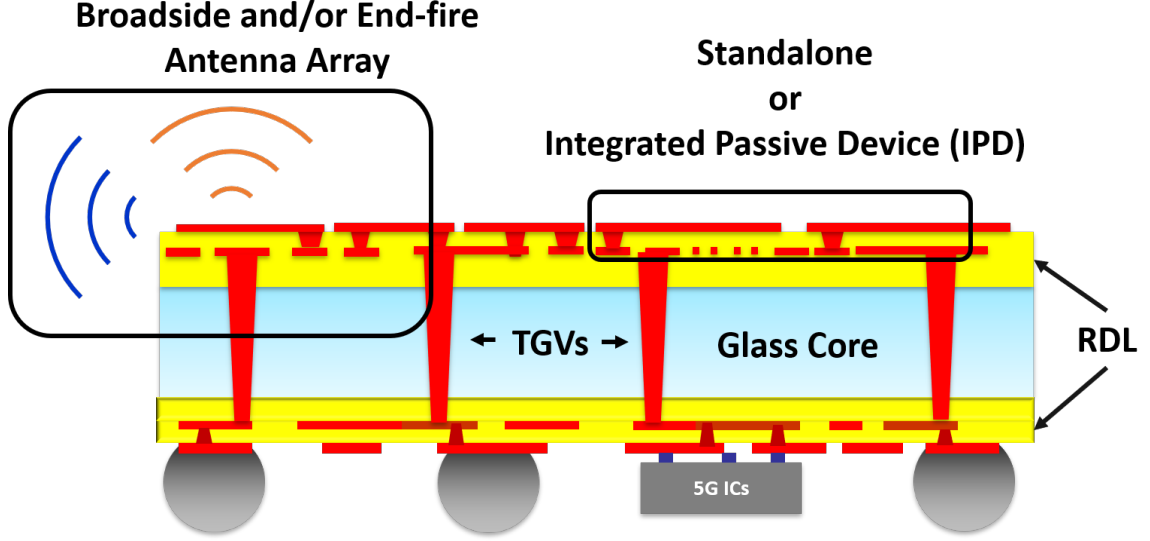 Broadside and/or End-fire
Antenna Array
Standalone
or
Integrated Passive Device (IPD)
TGVs
Glass Core
RDL
5G ICs